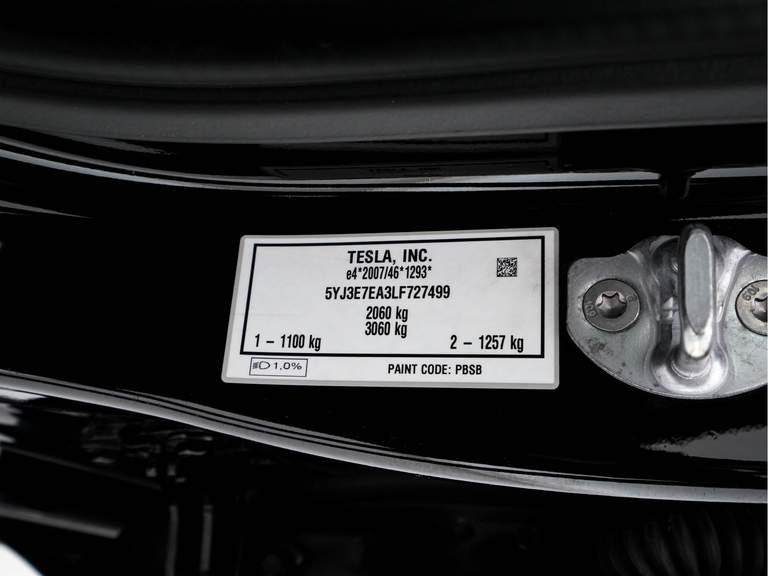 TESLA, INC.
e4*2007/46*1293*
5YJ3E7EA3LF727499
2060 kg
3060 kg
1 - 1100 kg
2 - 1257 kg
1,0%
PAINT CODE: PBSB